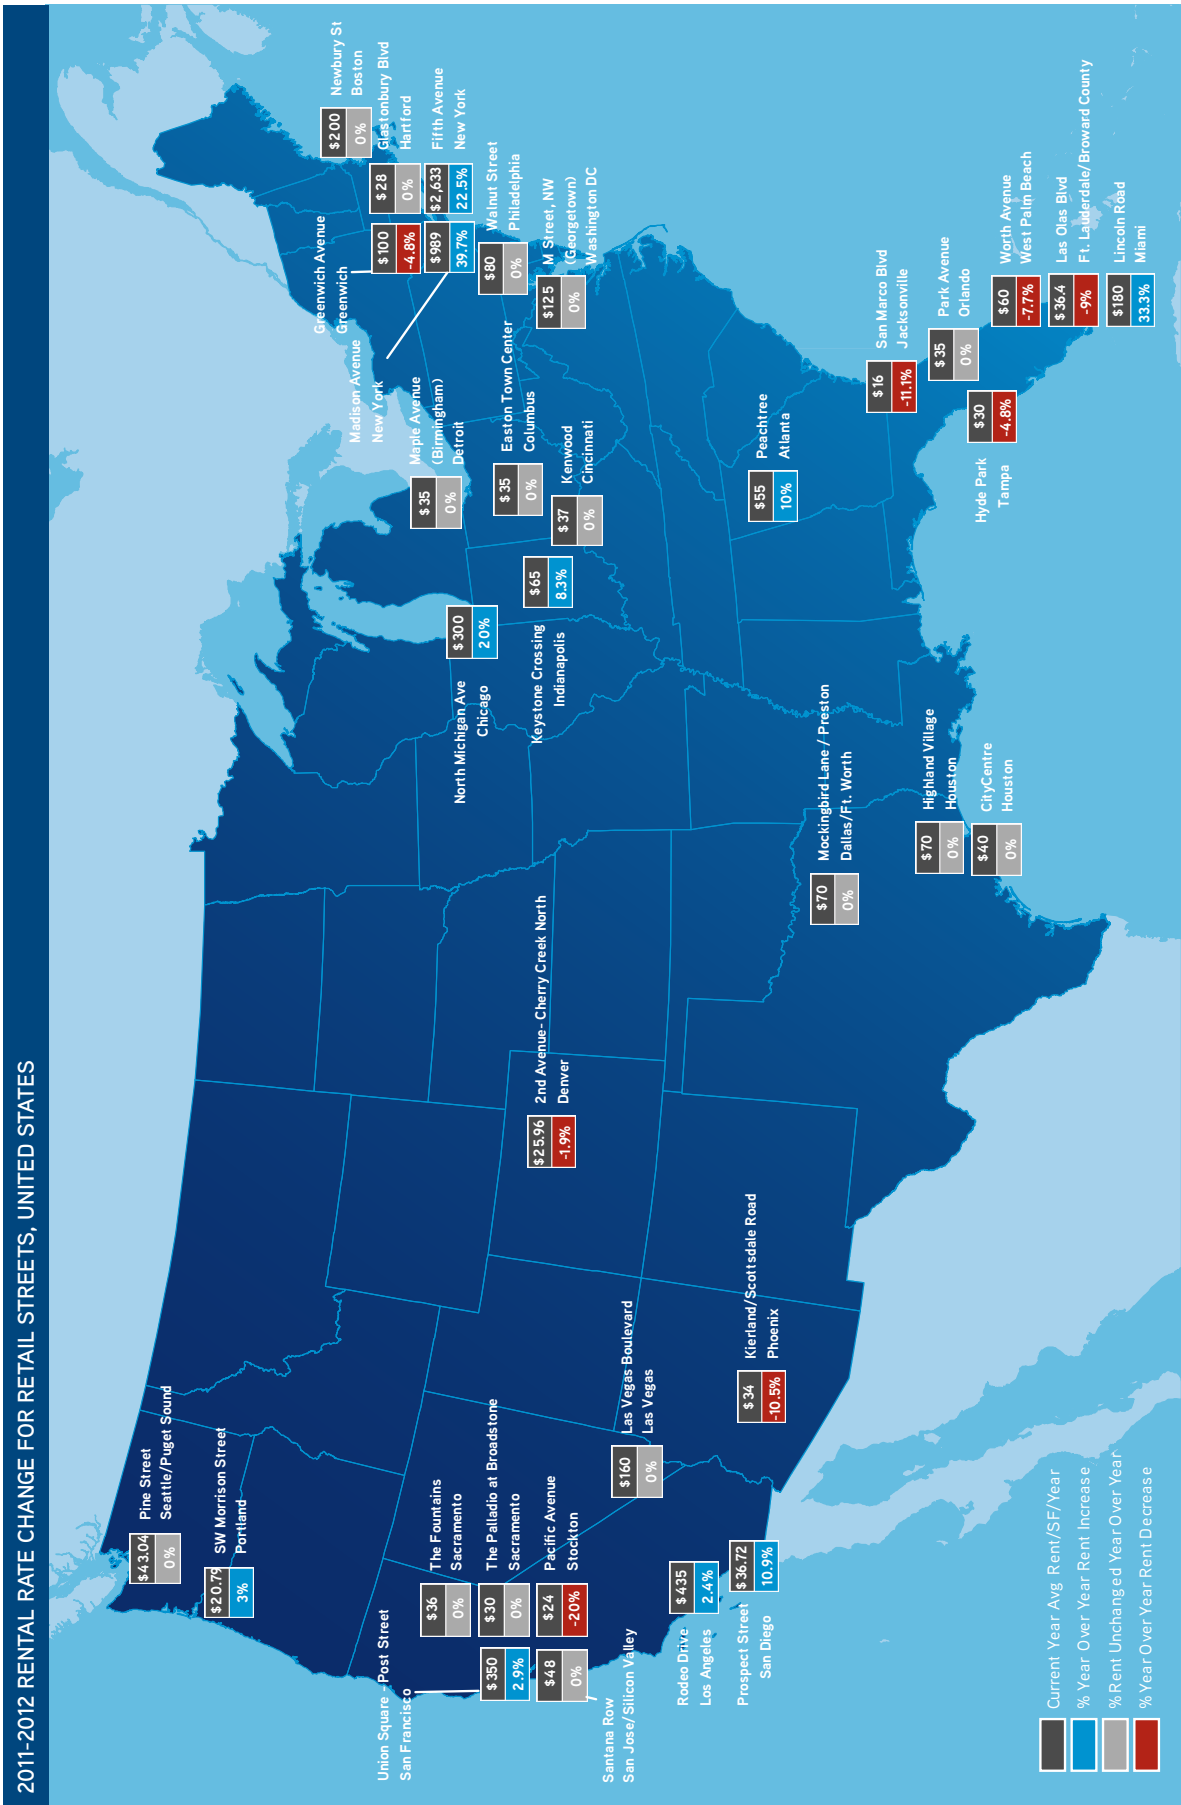 2011-2012 RENTAL RATE CHANGE FOR RETAIL STREETS, UNITED STATES
Pine Street
Seattle/Puget Sound
$43.04
0%
SW Morrison Street
Portland
$20.79
3%
Union Square - Post Street
San Francisco
$350
2.9%
The Fountains
Sacramento
$36
0%
The Palladio at Broadstone
Sacramento
$30
0%
Pacific Avenue
Stockton
$24
-20%
Santana Row
San Jose/Silicon Valley
$48
0%
Las Vegas Boulevard
Las Vegas
$160
0%
Rodeo Drive
Los Angeles
$435
2.4%
Prospect Street
San Diego
$36.72
10.9%
Kierland/Scottsdale Road
Phoenix
$34
-10.5%
2nd Avenue- Cherry Creek North
Denver
$25.96
-1.9%
Mockingbird Lane / Preston
Dallas/Ft. Worth
$70
0%
Highland Village
Houston
$70
0%
CityCentre
Houston
$40
0%
North Michigan Ave
Chicago
$300
20%
Keystone Crossing
Indianapolis
$65
8.3%
Maple Avenue
(Birmingham)
Detroit
$35
0%
Easton Town Center
Columbus
$35
0%
Kenwood
Cincinnati
$37
0%
Peachtree
Atlanta
$55
10%
Newbury St
Boston
$200
0%
Glastonbury Blvd
Hartford
$28
0%
Greenwich Avenue
Greenwich
$100
-4.8%
Fifth Avenue
New York
$2,633
22.5%
Madison Avenue
New York
$989
39.7%
Walnut Street
Philadelphia
$80
0%
M Street, NW
(Georgetown)
Washington DC
$125
0%
San Marco Blvd
Jacksonville
$16
-11.1%
Park Avenue
Orlando
$35
0%
Hyde Park
Tampa
$30
-4.8%
Worth Avenue
West Palm Beach
$60
-7.7%
Las Olas Blvd
Ft. Lauderdale/Broward County
$36.4
-9%
Lincoln Road
Miami
$180
33.3%
Current Year Avg Rent/SF/Year
% Year Over Year Rent Increase
% Rent Unchanged Year Over Year
% Year Over Year Rent Decrease